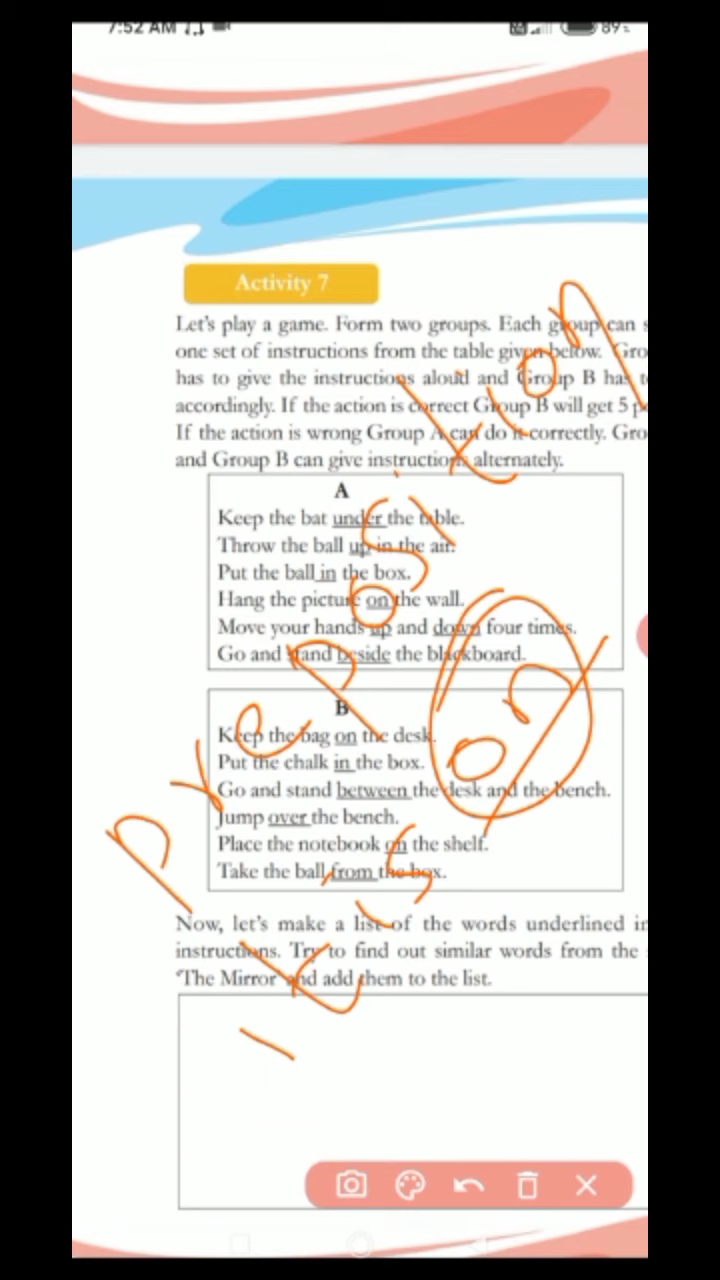 7:52 AM
89%
Activity 7
Let's play a game. Form two groups. Each group can s
one set of instructions from the table given below. Gro
has to give the instructions aloud and Group B has t
accordingly. If the action is correct Group B will get 5 p
If the action is wrong Group A can do it correctly. Gro
and Group B can give instructions alternately.
A
Keep the bat under the table.
Throw the ball up in the air.
Put the ball in the box.
Hang the picture on the wall.
Move your hands up and down four times.
Go and stand beside the blackboard.
B
Keep the bag on the desk.
Put the chalk in the box.
Go and stand between the desk and the bench.
Jump over the bench.
Place the notebook on the shelf.
Take the ball from the box.
Now, let's make a list of the words underlined in
instructions. Try to find out similar words from the
'The Mirror' and add them to the list.
preposition
it is on